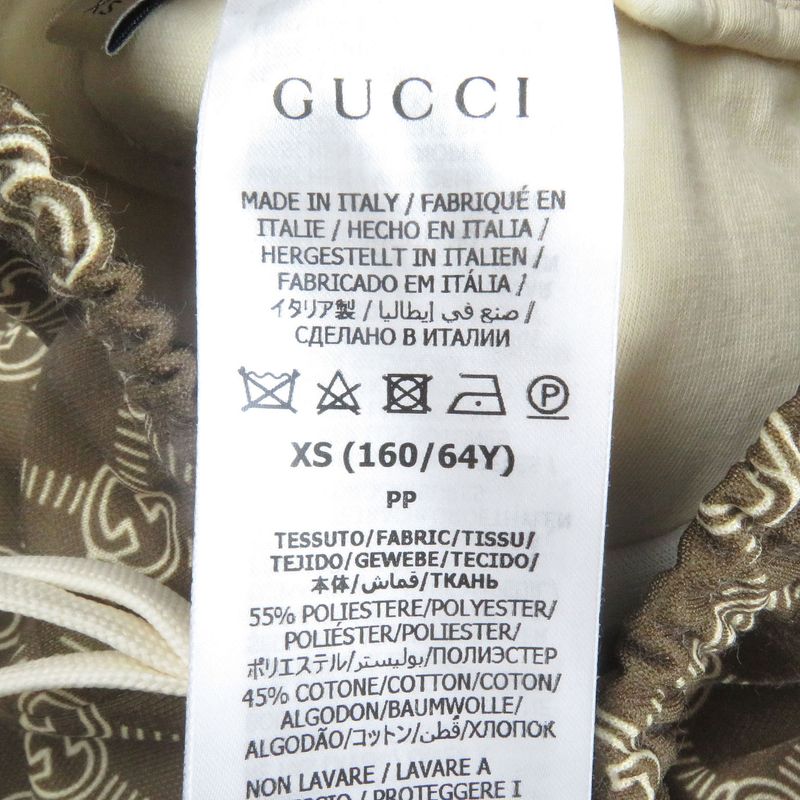 GUCCI
MADE IN ITALY / FABRIQUÉ EN
ITALIE / HECHO EN ITALIA /
HERGESTELLT IN ITALIEN /
FABRICADO EM ITÁLIA /
イタリア製 / صنع في إيطاليا /
СДЕЛАНО В ИТАЛИИ
P
XS (160/64Y)
PP
TESSUTO/FABRIC/TISSU/
TEJIDO/GEWEBE/TECIDO/
本体/قماش/ТКАНЬ
55% POLIESTERE/POLYESTER/
POLIÉSTER/POLIESTER/
ポリエステル/بوليستر/ПОЛИЭСТЕР
45% COTONE/COTTON/COTON/
ALGODON/BAUMWOLLE/
ALGODÃO/コットン/قطن/ХЛОПОК
NON LAVARE / LAVARE A
/ PROTEGGERE I